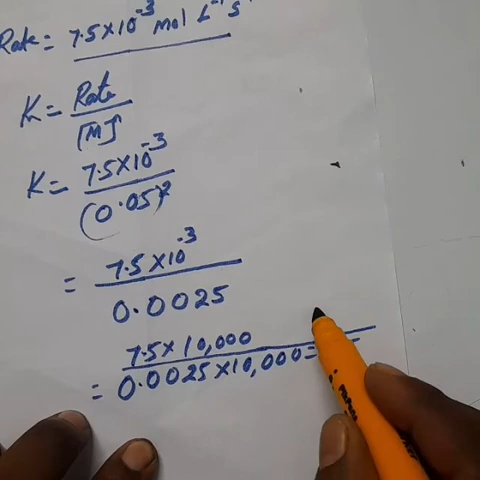 Rate = 7.5×10⁻³ mol L⁻¹ s
K = Rate / [M]ⁿ
K = 7.5×10⁻³ / (0.05)²
= 7.5×10⁻³ / 0.0025
= 7.5×10,000 / 0.0025×10,000 =